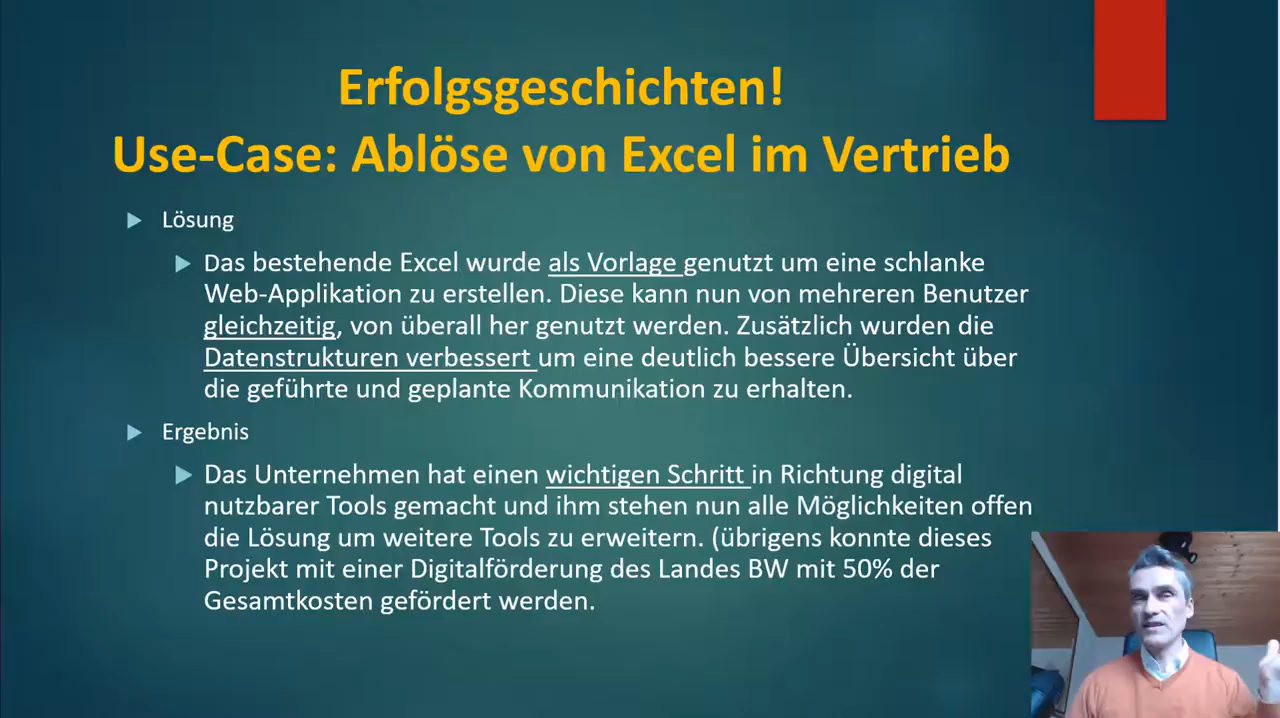 Erfolgsgeschichten!
Use-Case: Ablöse von Excel im Vertrieb
Lösung
Das bestehende Excel wurde als Vorlage genutzt um eine schlanke
Web-Applikation zu erstellen. Diese kann nun von mehreren Benutzer
gleichzeitig, von überall her genutzt werden. Zusätzlich wurden die
Datenstrukturen verbessert um eine deutlich bessere Übersicht über
die geführte und geplante Kommunikation zu erhalten.
Ergebnis
Das Unternehmen hat einen wichtigen Schritt in Richtung digital
nutzbarer Tools gemacht und ihm stehen nun alle Möglichkeiten offen
die Lösung um weitere Tools zu erweitern. (übrigens konnte dieses
Projekt mit einer Digitalförderung des Landes BW mit 50% der
Gesamtkosten gefördert werden.